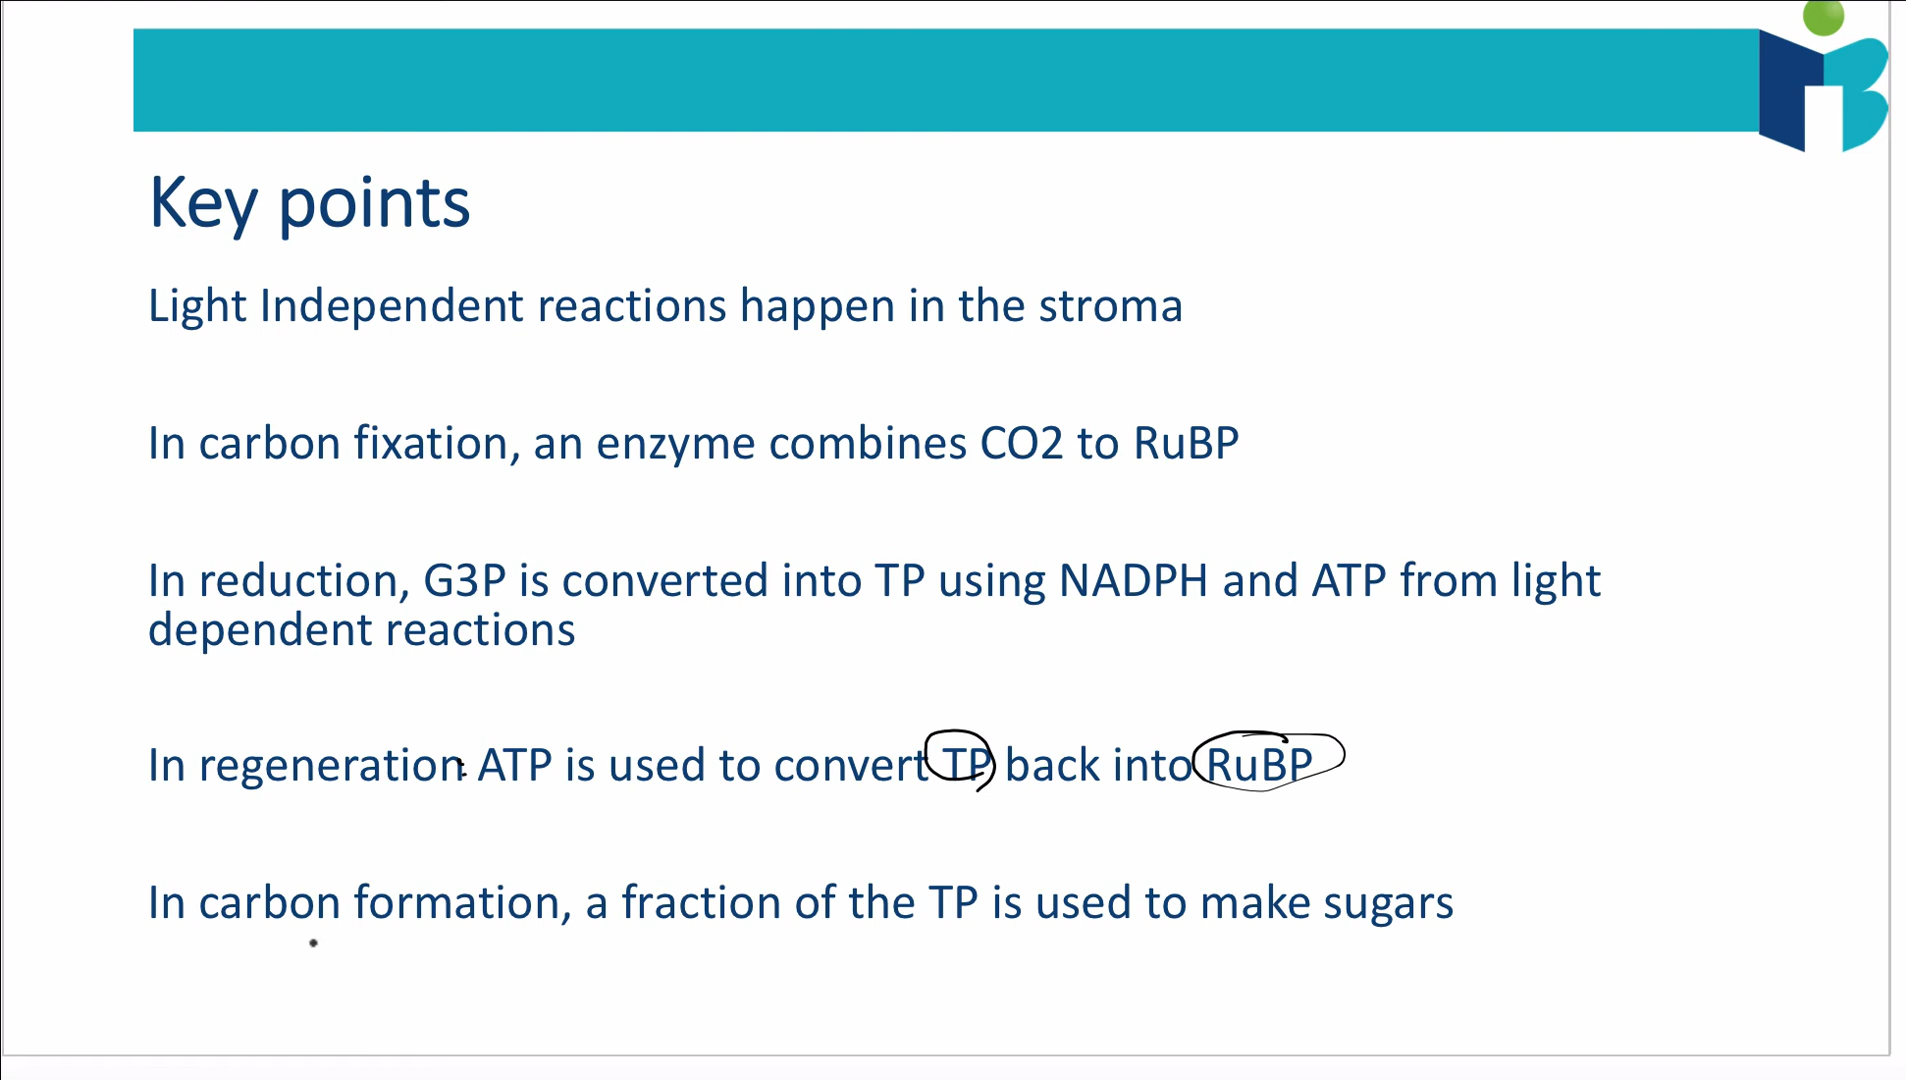 Key points
Light Independent reactions happen in the stroma
In carbon fixation, an enzyme combines CO2 to RuBP
In reduction, G3P is converted into TP using NADPH and ATP from light
dependent reactions
In regeneration ATP is used to convert TP back into RuBP
In carbon formation, a fraction of the TP is used to make sugars